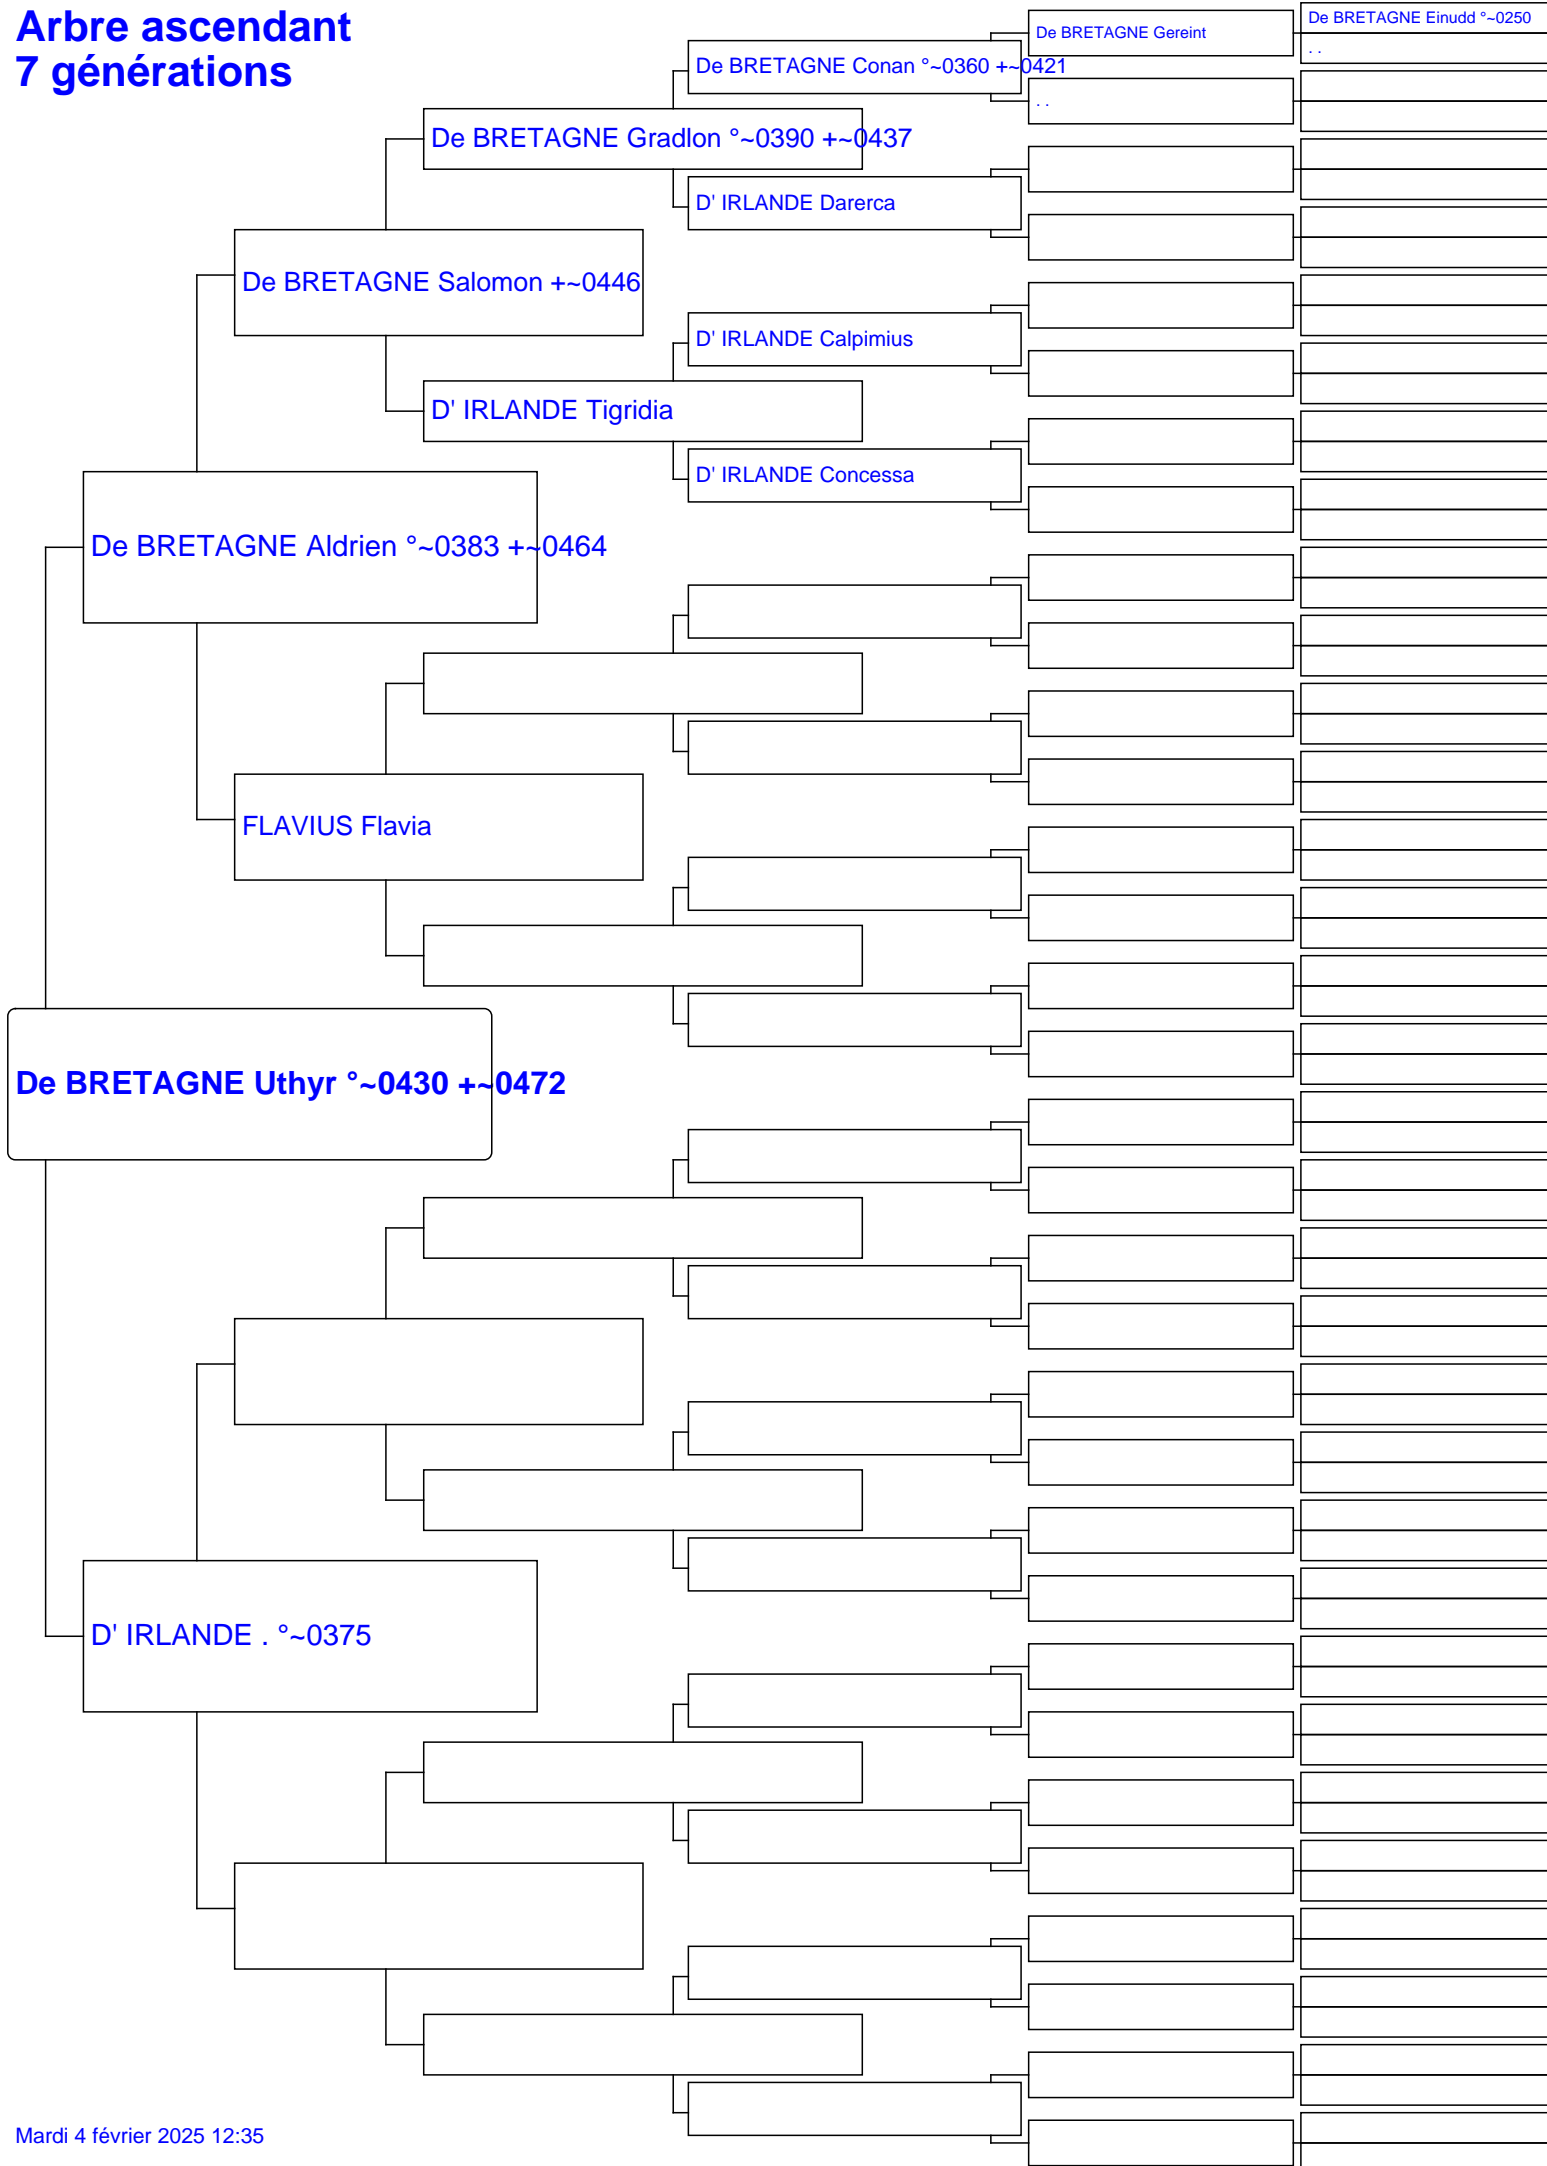 Arbre ascendant
7 générations
De BRETAGNE Einudd °~0250
. .
De BRETAGNE Gereint
De BRETAGNE Conan °~0360 +~0421
. .
De BRETAGNE Gradlon °~0390 +~0437
D' IRLANDE Darerca
De BRETAGNE Salomon +~0446
D' IRLANDE Calpimius
D' IRLANDE Tigridia
D' IRLANDE Concessa
De BRETAGNE Aldrien °~0383 +~0464
FLAVIUS Flavia
De BRETAGNE Uthyr °~0430 +~0472
D' IRLANDE . °~0375
Mardi 4 février 2025 12:35